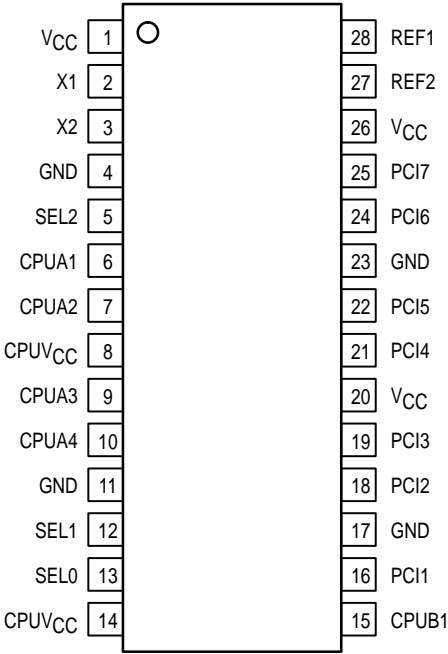 VCC 1 28 REF1
X1 2 27 REF2
X2 3 26 VCC
GND 4 25 PCI7
SEL2 5 24 PCI6
CPUA1 6 23 GND
CPUA2 7 22 PCI5
CPUVCC 8 21 PCI4
CPUA3 9 20 VCC
CPUA4 10 19 PCI3
GND 11 18 PCI2
SEL1 12 17 GND
SEL0 13 16 PCI1
CPUVCC 14 15 CPUB1